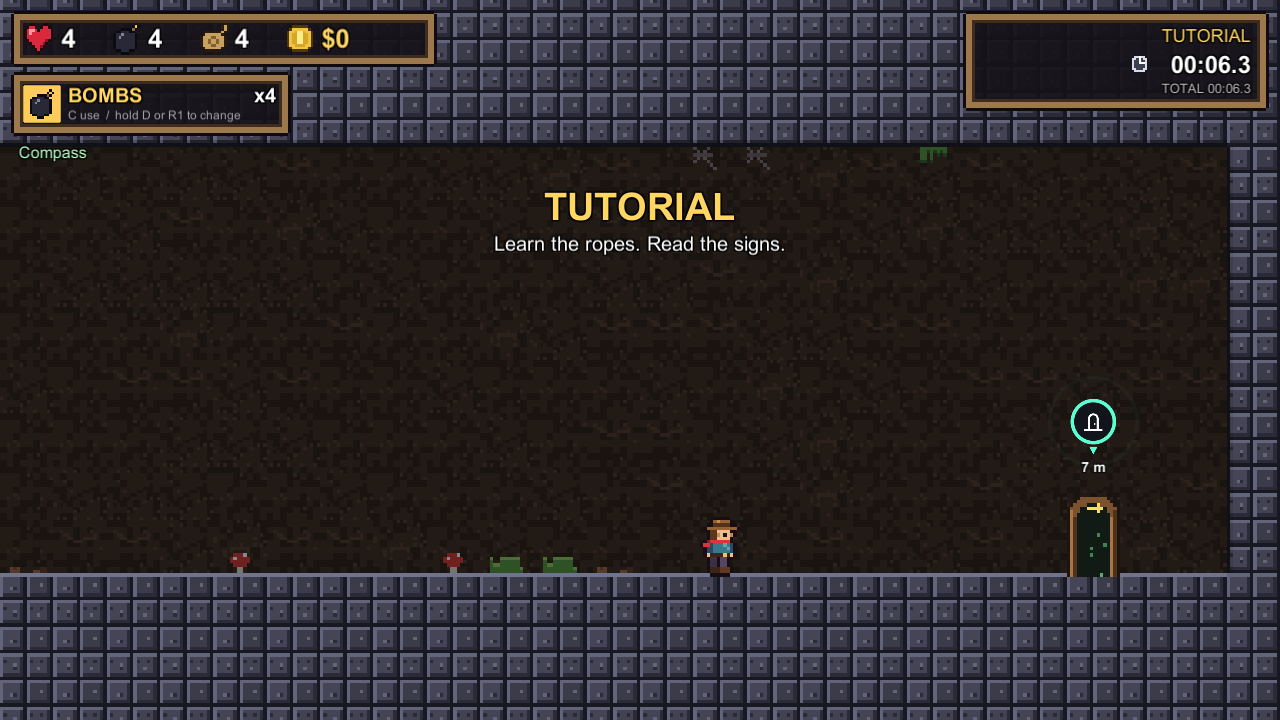 4 4 4 $0
BOMBS x4
C use / hold D or R1 to change
TUTORIAL
00:06.3
TOTAL 00:06.3
Compass
TUTORIAL
Learn the ropes. Read the signs.
7 m